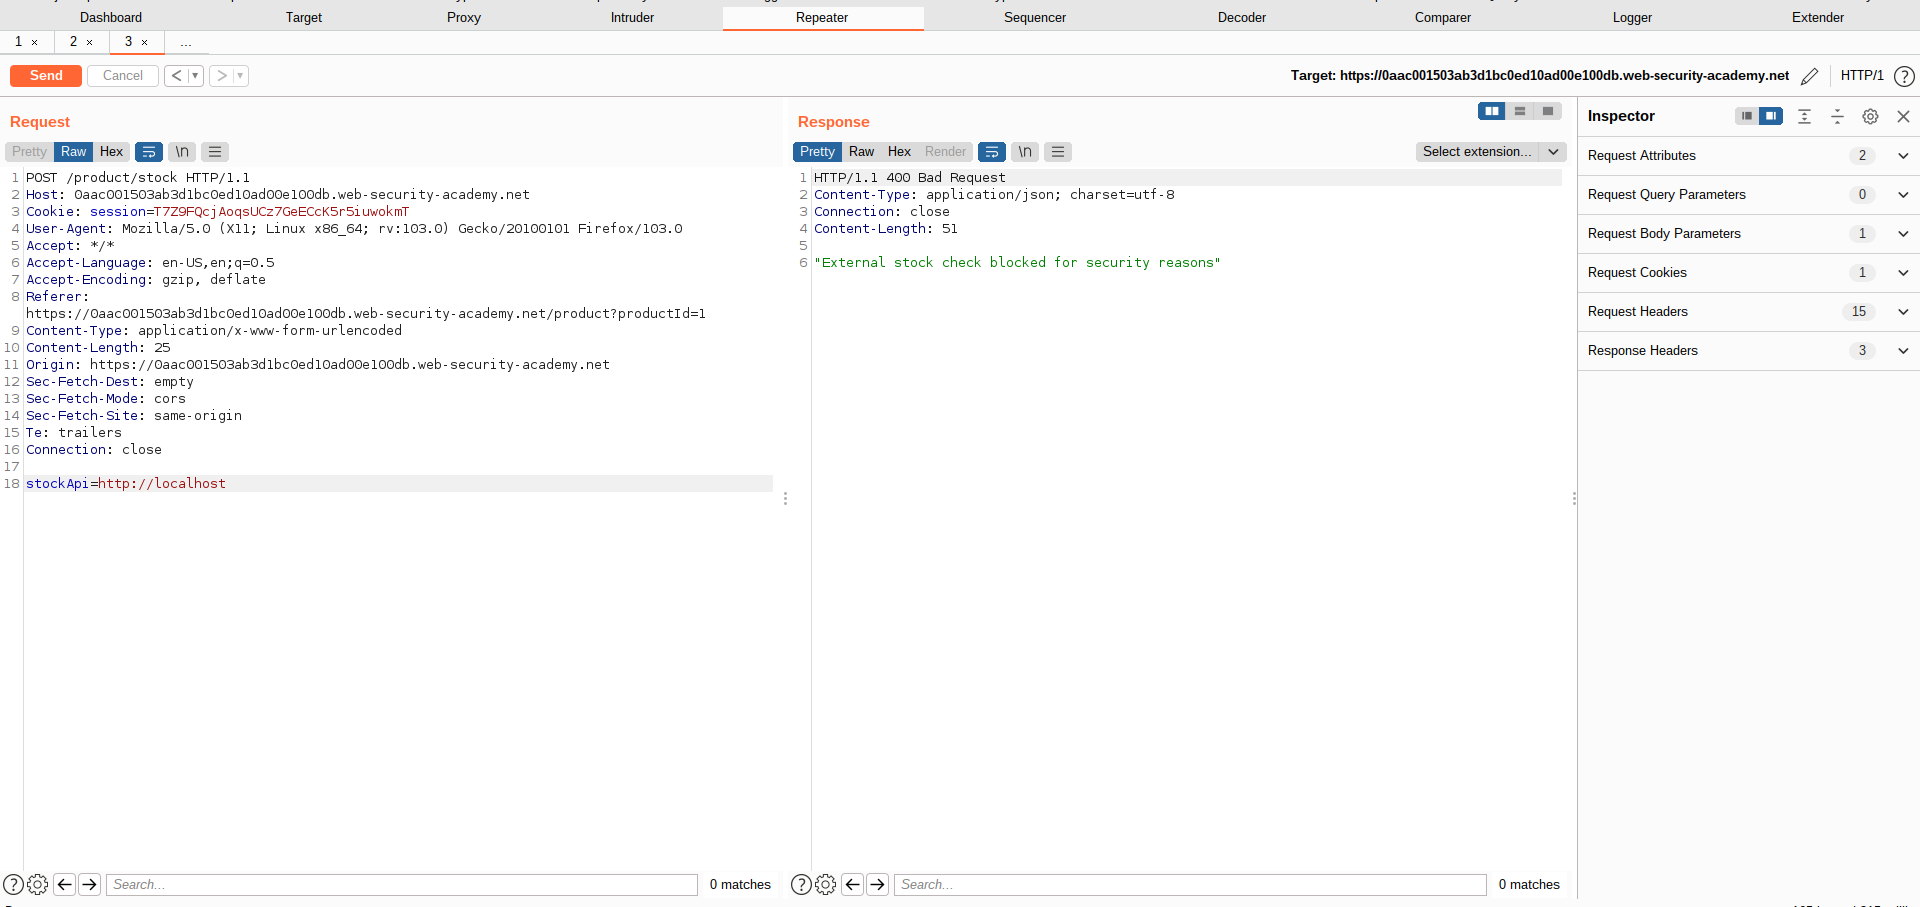 Dashboard Target Proxy Intruder Repeater Sequencer Decoder Comparer Logger Extender
1 × 2 × 3 × ...
Send Cancel < ▼ > ▼ Target: https://0aac001503ab3d1bc0ed10ad00e100db.web-security-academy.net HTTP/1 ?
Request
Pretty Raw Hex \n
1 POST /product/stock HTTP/1.1
2 Host: 0aac001503ab3d1bc0ed10ad00e100db.web-security-academy.net
3 Cookie: session=T7Z9FQcjAoqsUCz7GeECcK5r5iuwokmT
4 User-Agent: Mozilla/5.0 (X11; Linux x86_64; rv:103.0) Gecko/20100101 Firefox/103.0
5 Accept: */*
6 Accept-Language: en-US,en;q=0.5
7 Accept-Encoding: gzip, deflate
8 Referer:
https://0aac001503ab3d1bc0ed10ad00e100db.web-security-academy.net/product?productId=1
9 Content-Type: application/x-www-form-urlencoded
10 Content-Length: 25
11 Origin: https://0aac001503ab3d1bc0ed10ad00e100db.web-security-academy.net
12 Sec-Fetch-Dest: empty
13 Sec-Fetch-Mode: cors
14 Sec-Fetch-Site: same-origin
15 Te: trailers
16 Connection: close
17
18 stockApi=http://localhost
? Search... 0 matches
Response
Pretty Raw Hex Render \n Select extension...
1 HTTP/1.1 400 Bad Request
2 Content-Type: application/json; charset=utf-8
3 Connection: close
4 Content-Length: 51
5
6 "External stock check blocked for security reasons"
? Search... 0 matches
Inspector
Request Attributes 2
Request Query Parameters 0
Request Body Parameters 1
Request Cookies 1
Request Headers 15
Response Headers 3